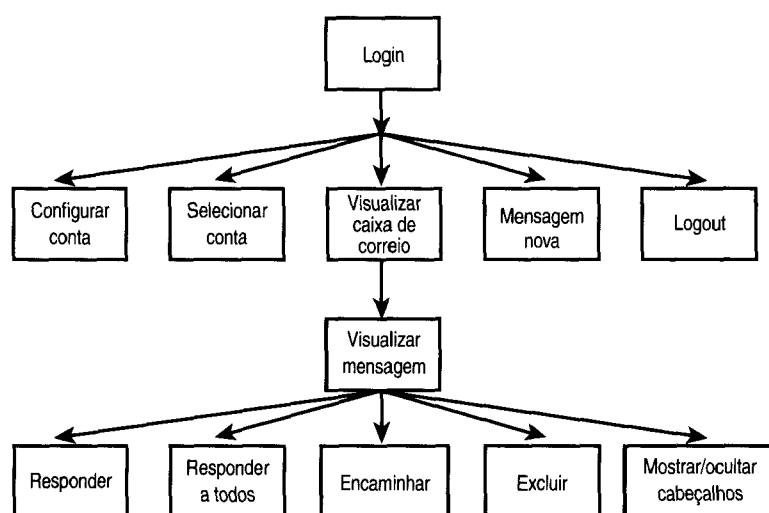 Login
Configurar
conta
Selecionar
conta
Visualizar
caixa de
correio
Mensagem
nova
Logout
Visualizar
mensagem
Responder
Responder
a todos
Encaminhar
Excluir
Mostrar/ocultar
cabeçalhos